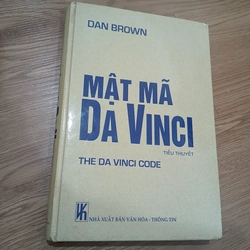 DAN BROWN
MẬT MÃ
DA VINCI
TIỂU THUYẾT
THE DA VINCI CODE
NHÀ XUẤT BẢN VĂN HÓA - THÔNG TIN